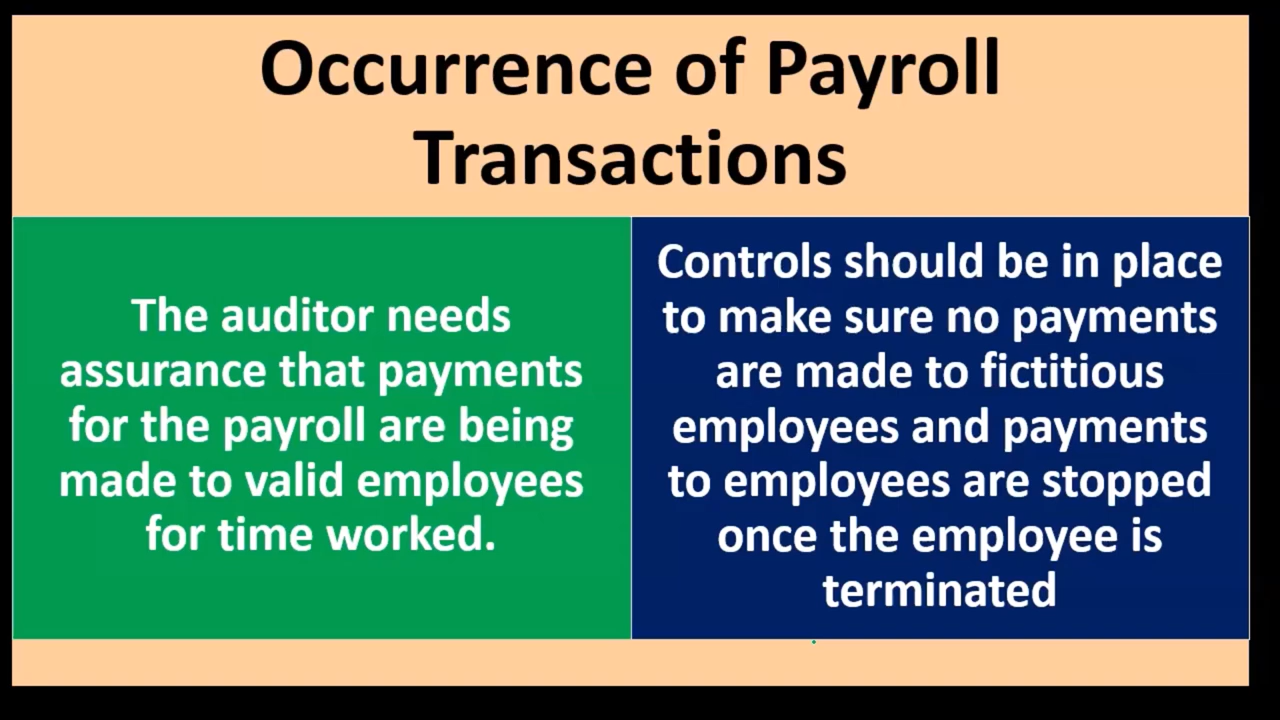 Occurrence of Payroll
Transactions
The auditor needs
assurance that payments
for the payroll are being
made to valid employees
for time worked.
Controls should be in place
to make sure no payments
are made to fictitious
employees and payments
to employees are stopped
once the employee is
terminated